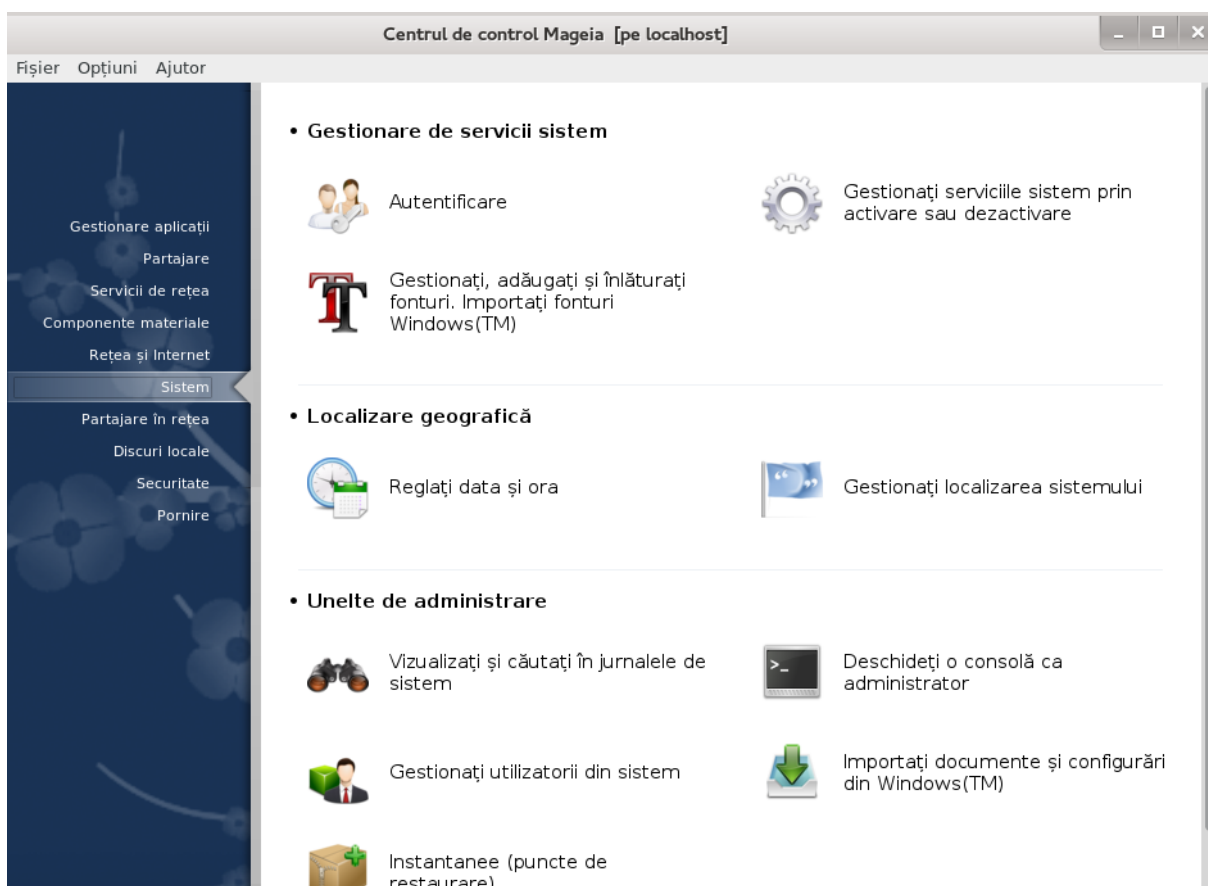 Centrul de control Mageia [pe localhost]
Fișier Opțiuni Ajutor
Gestionare aplicații
Partajare
Servicii de rețea
Componente materiale
Rețea și Internet
Sistem
Partajare în rețea
Discuri locale
Securitate
Pornire
• Gestionare de servicii sistem
Autentificare
Gestionați serviciile sistem prin
activare sau dezactivare
Gestionați, adăugați și înlăturați
fonturi. Importați fonturi
Windows(TM)
• Localizare geografică
Reglați data și ora
Gestionați localizarea sistemului
• Unelte de administrare
Vizualizați și căutați în jurnalele de
sistem
Deschideți o consolă ca
administrator
Gestionați utilizatorii din sistem
Importați documente și configurări
din Windows(TM)
Instantanee (puncte de
restaurare)